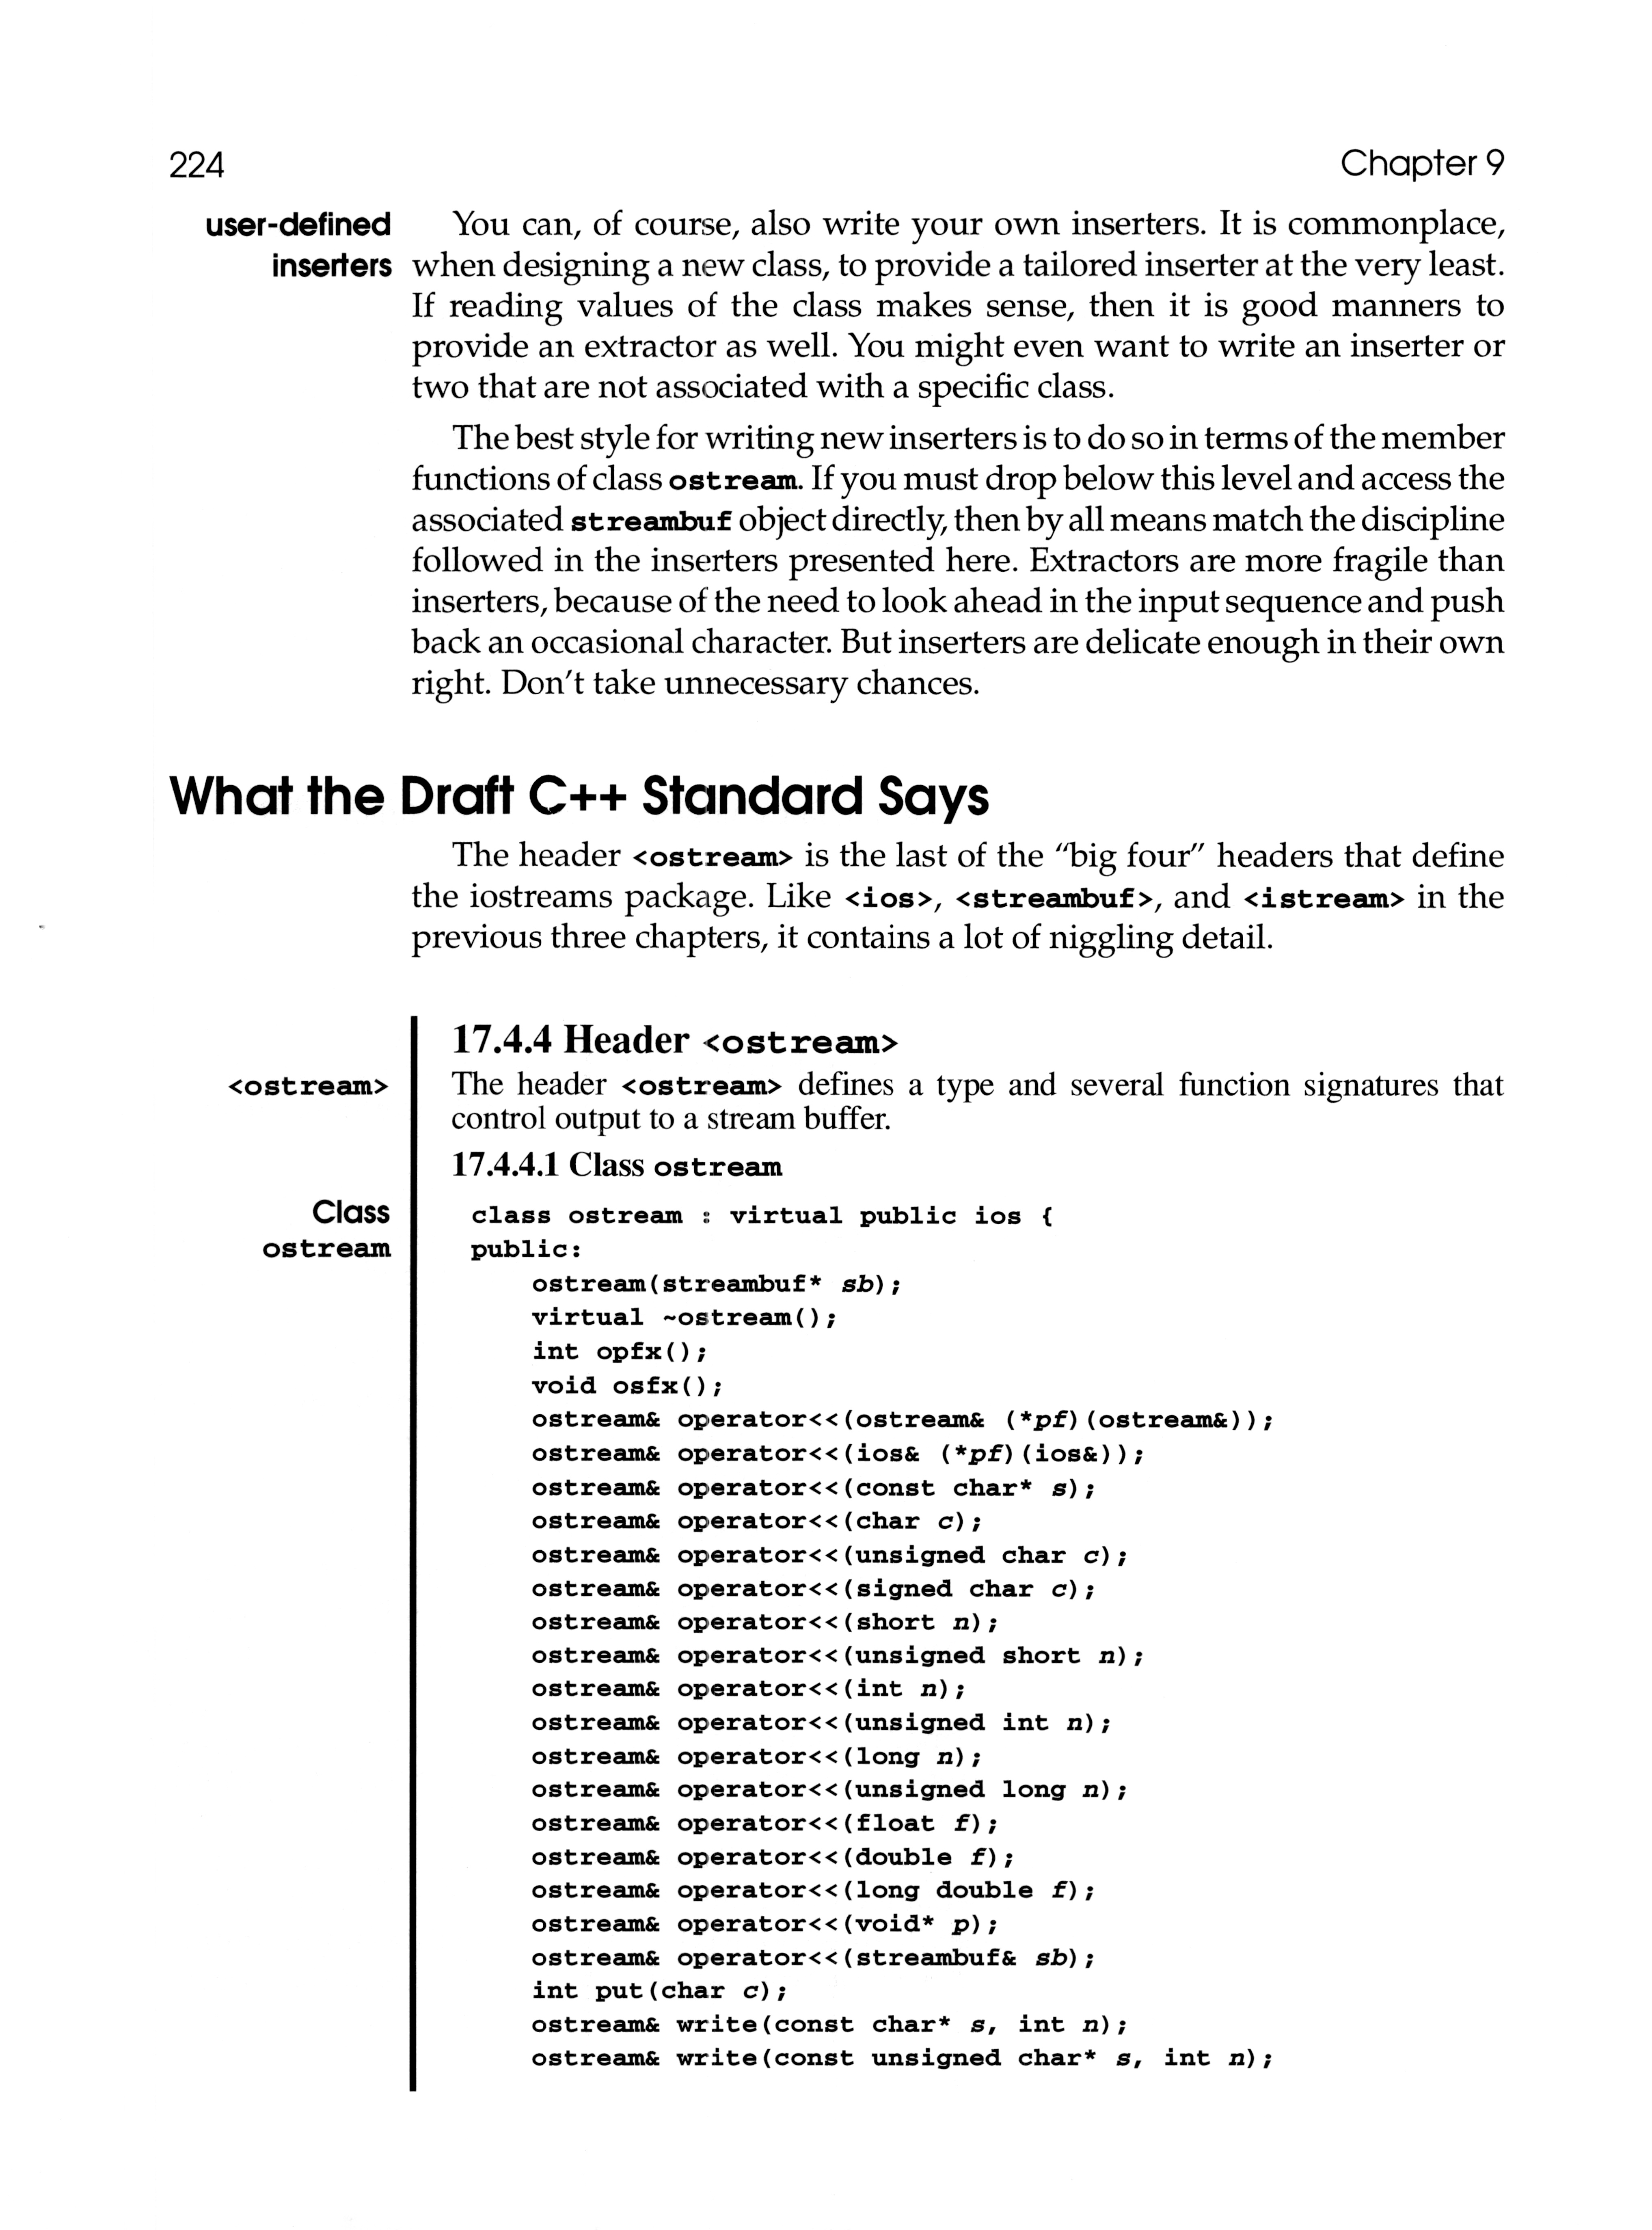 224
Chapter 9
user-defined
inserters
You can, of course, also write your own inserters. It is commonplace,
when designing a new class, to provide a tailored inserter at the very least.
If reading values of the class makes sense, then it is good manners to
provide an extractor as well. You might even want to write an inserter or
two that are not associated with a specific class.
The best style for writing new inserters is to do so in terms of the member
functions of class ostream. If you must drop below this level and access the
associated streambuf object directly, then by all means match the discipline
followed in the inserters presented here. Extractors are more fragile than
inserters, because of the need to look ahead in the input sequence and push
back an occasional character. But inserters are delicate enough in their own
right. Don't take unnecessary chances.
What the Draft C++ Standard Says
The header <ostream> is the last of the "big four" headers that define
the iostreams package. Like <ios>, <streambuf>, and <istream> in the
previous three chapters, it contains a lot of niggling detail.
17.4.4 Header <ostream>
<ostream>
The header <ostream> defines a type and several function signatures that
control output to a stream buffer.
17.4.4.1 Class ostream
Class
ostream
class ostream : virtual public ios {
public:
ostream(streambuf* sb);
virtual ~ostream();
int opfx();
void osfx();
ostream& operator<<(ostream& (*pf)(ostream&));
ostream& operator<<(ios& (*pf)(ios&));
ostream& operator<<(const char* s);
ostream& operator<<(char c);
ostream& operator<<(unsigned char c);
ostream& operator<<(signed char c);
ostream& operator<<(short n);
ostream& operator<<(unsigned short n);
ostream& operator<<(int n);
ostream& operator<<(unsigned int n);
ostream& operator<<(long n);
ostream& operator<<(unsigned long n);
ostream& operator<<(float f);
ostream& operator<<(double f);
ostream& operator<<(long double f);
ostream& operator<<(void* p);
ostream& operator<<(streambuf& sb);
int put(char c);
ostream& write(const char* s, int n);
ostream& write(const unsigned char* s, int n);